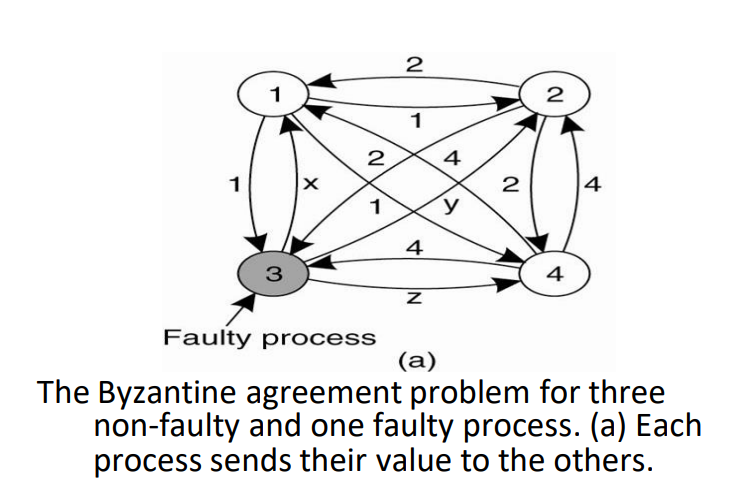 2
1 2
1
2 4
1 x 2 4
1 y
4
3 4
z
Faulty process
(a)
The Byzantine agreement problem for three
non-faulty and one faulty process. (a) Each
process sends their value to the others.